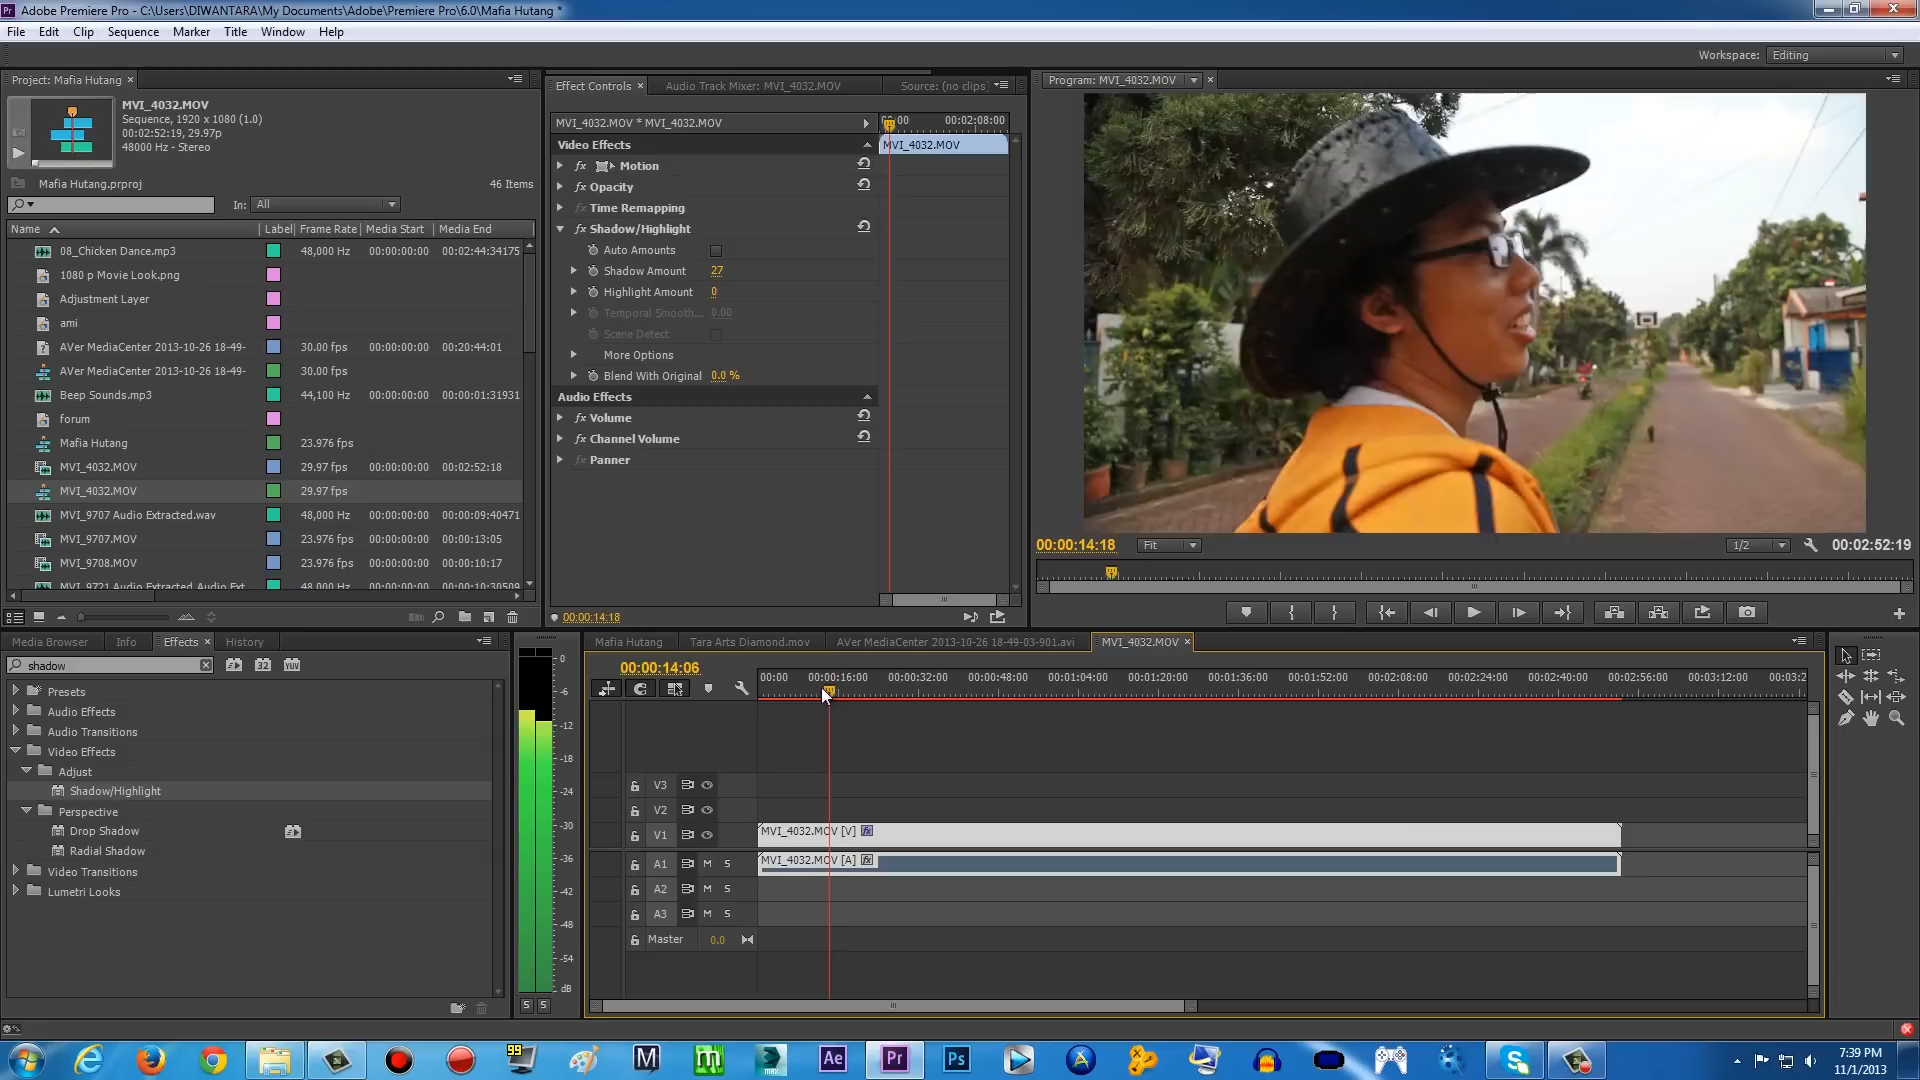 Adobe Premiere Pro - C:\Users\DIWANTARA\My Documents\Adobe\Premiere Pro\6.0\Mafia Hutang *
File Edit Clip Sequence Marker Title Window Help
Workspace: Editing
Project: Mafia Hutang
MVI_4032.MOV
Sequence, 1920 x 1080 (1.0)
00:02:52:19, 29.97p
48000 Hz - Stereo
Mafia Hutang.prproj
46 Items
In: All
Name Label Frame Rate Media Start Media End
08_Chicken Dance.mp3 48,000 Hz 00:00:00:00 00:02:44:34175
1080 p Movie Look.png
Adjustment Layer
ami
AVer MediaCenter 2013-10-26 18-49- 30.00 fps 00:00:00:00 00:20:44:01
AVer MediaCenter 2013-10-26 18-49- 30.00 fps
Beep Sounds.mp3 44,100 Hz 00:00:00:00 00:00:01:31931
forum
Mafia Hutang 23.976 fps
MVI_4032.MOV 29.97 fps 00:00:00:00 00:02:52:18
MVI_4032.MOV 29.97 fps
MVI_9707 Audio Extracted.wav 48,000 Hz 00:00:00:00 00:00:09:40471
MVI_9707.MOV 23.976 fps 00:00:00:00 00:00:13:05
MVI_9708.MOV 23.976 fps 00:00:00:00 00:00:10:17
MVI_9721 Audio Extracted Audio Ext 48,000 Hz 00:00:00:00 00:00:10:30509
Effect Controls Audio Track Mixer: MVI_4032.MOV Source: (no clips)
MVI_4032.MOV * MVI_4032.MOV
00:00 00:02:08:00
MVI_4032.MOV
Video Effects
fx Motion
fx Opacity
fx Time Remapping
fx Shadow/Highlight
Auto Amounts
Shadow Amount 27
Highlight Amount 0
Temporal Smooth... 0.00
Scene Detect
More Options
Blend With Original 0.0 %
Audio Effects
fx Volume
fx Channel Volume
fx Panner
00:00:14:18
Program: MVI_4032.MOV
00:00:14:18 Fit 1/2 00:02:52:19
Media Browser Info Effects History
shadow
32 YUV
Presets
Audio Effects
Audio Transitions
Video Effects
Adjust
Shadow/Highlight
Perspective
Drop Shadow
Radial Shadow
Video Transitions
Lumetri Looks
0
-6
-12
-18
-24
-30
-36
-42
-48
-54
dB
S S
Mafia Hutang Tara Arts Diamond.mov AVer MediaCenter 2013-10-26 18-49-03-901.avi MVI_4032.MOV
00:00:14:06
00:00 00:00:16:00 00:00:32:00 00:00:48:00 00:01:04:00 00:01:20:00 00:01:36:00 00:01:52:00 00:02:08:00 00:02:24:00 00:02:40:00 00:02:56:00 00:03:12:00 00:03:2
V3
V2
V1 MVI_4032.MOV [V] fx
A1 M S MVI_4032.MOV [A] fx
A2 M S
A3 M S
Master 0.0
99 M MAX Ae Pr Ps
7:39 PM
11/1/2013